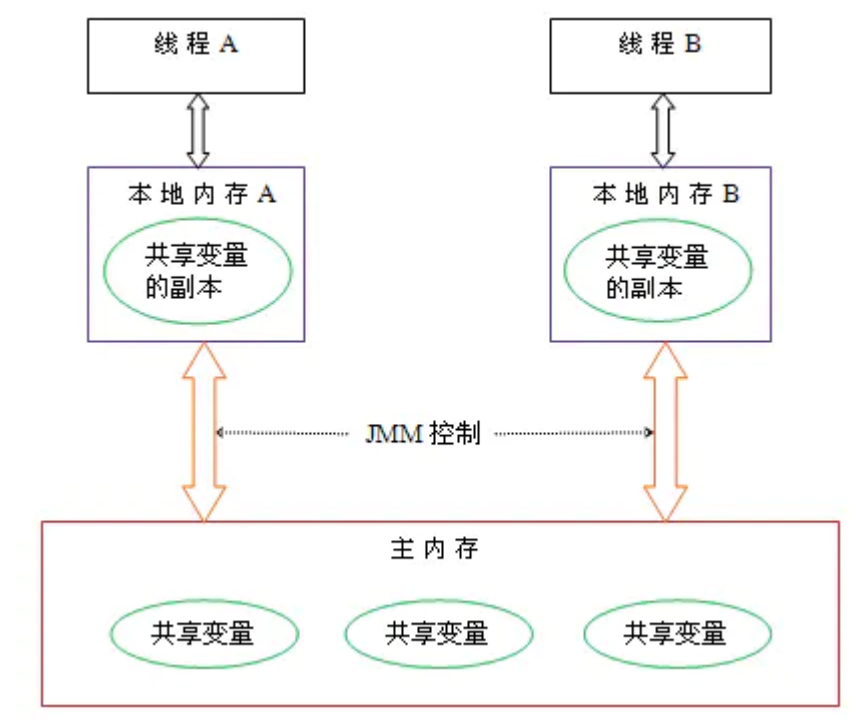 线程 A
线程 B
本地内存 A
共享变量
的副本
本地内存 B
共享变量
的副本
JMM 控制
主内存
共享变量
共享变量
共享变量